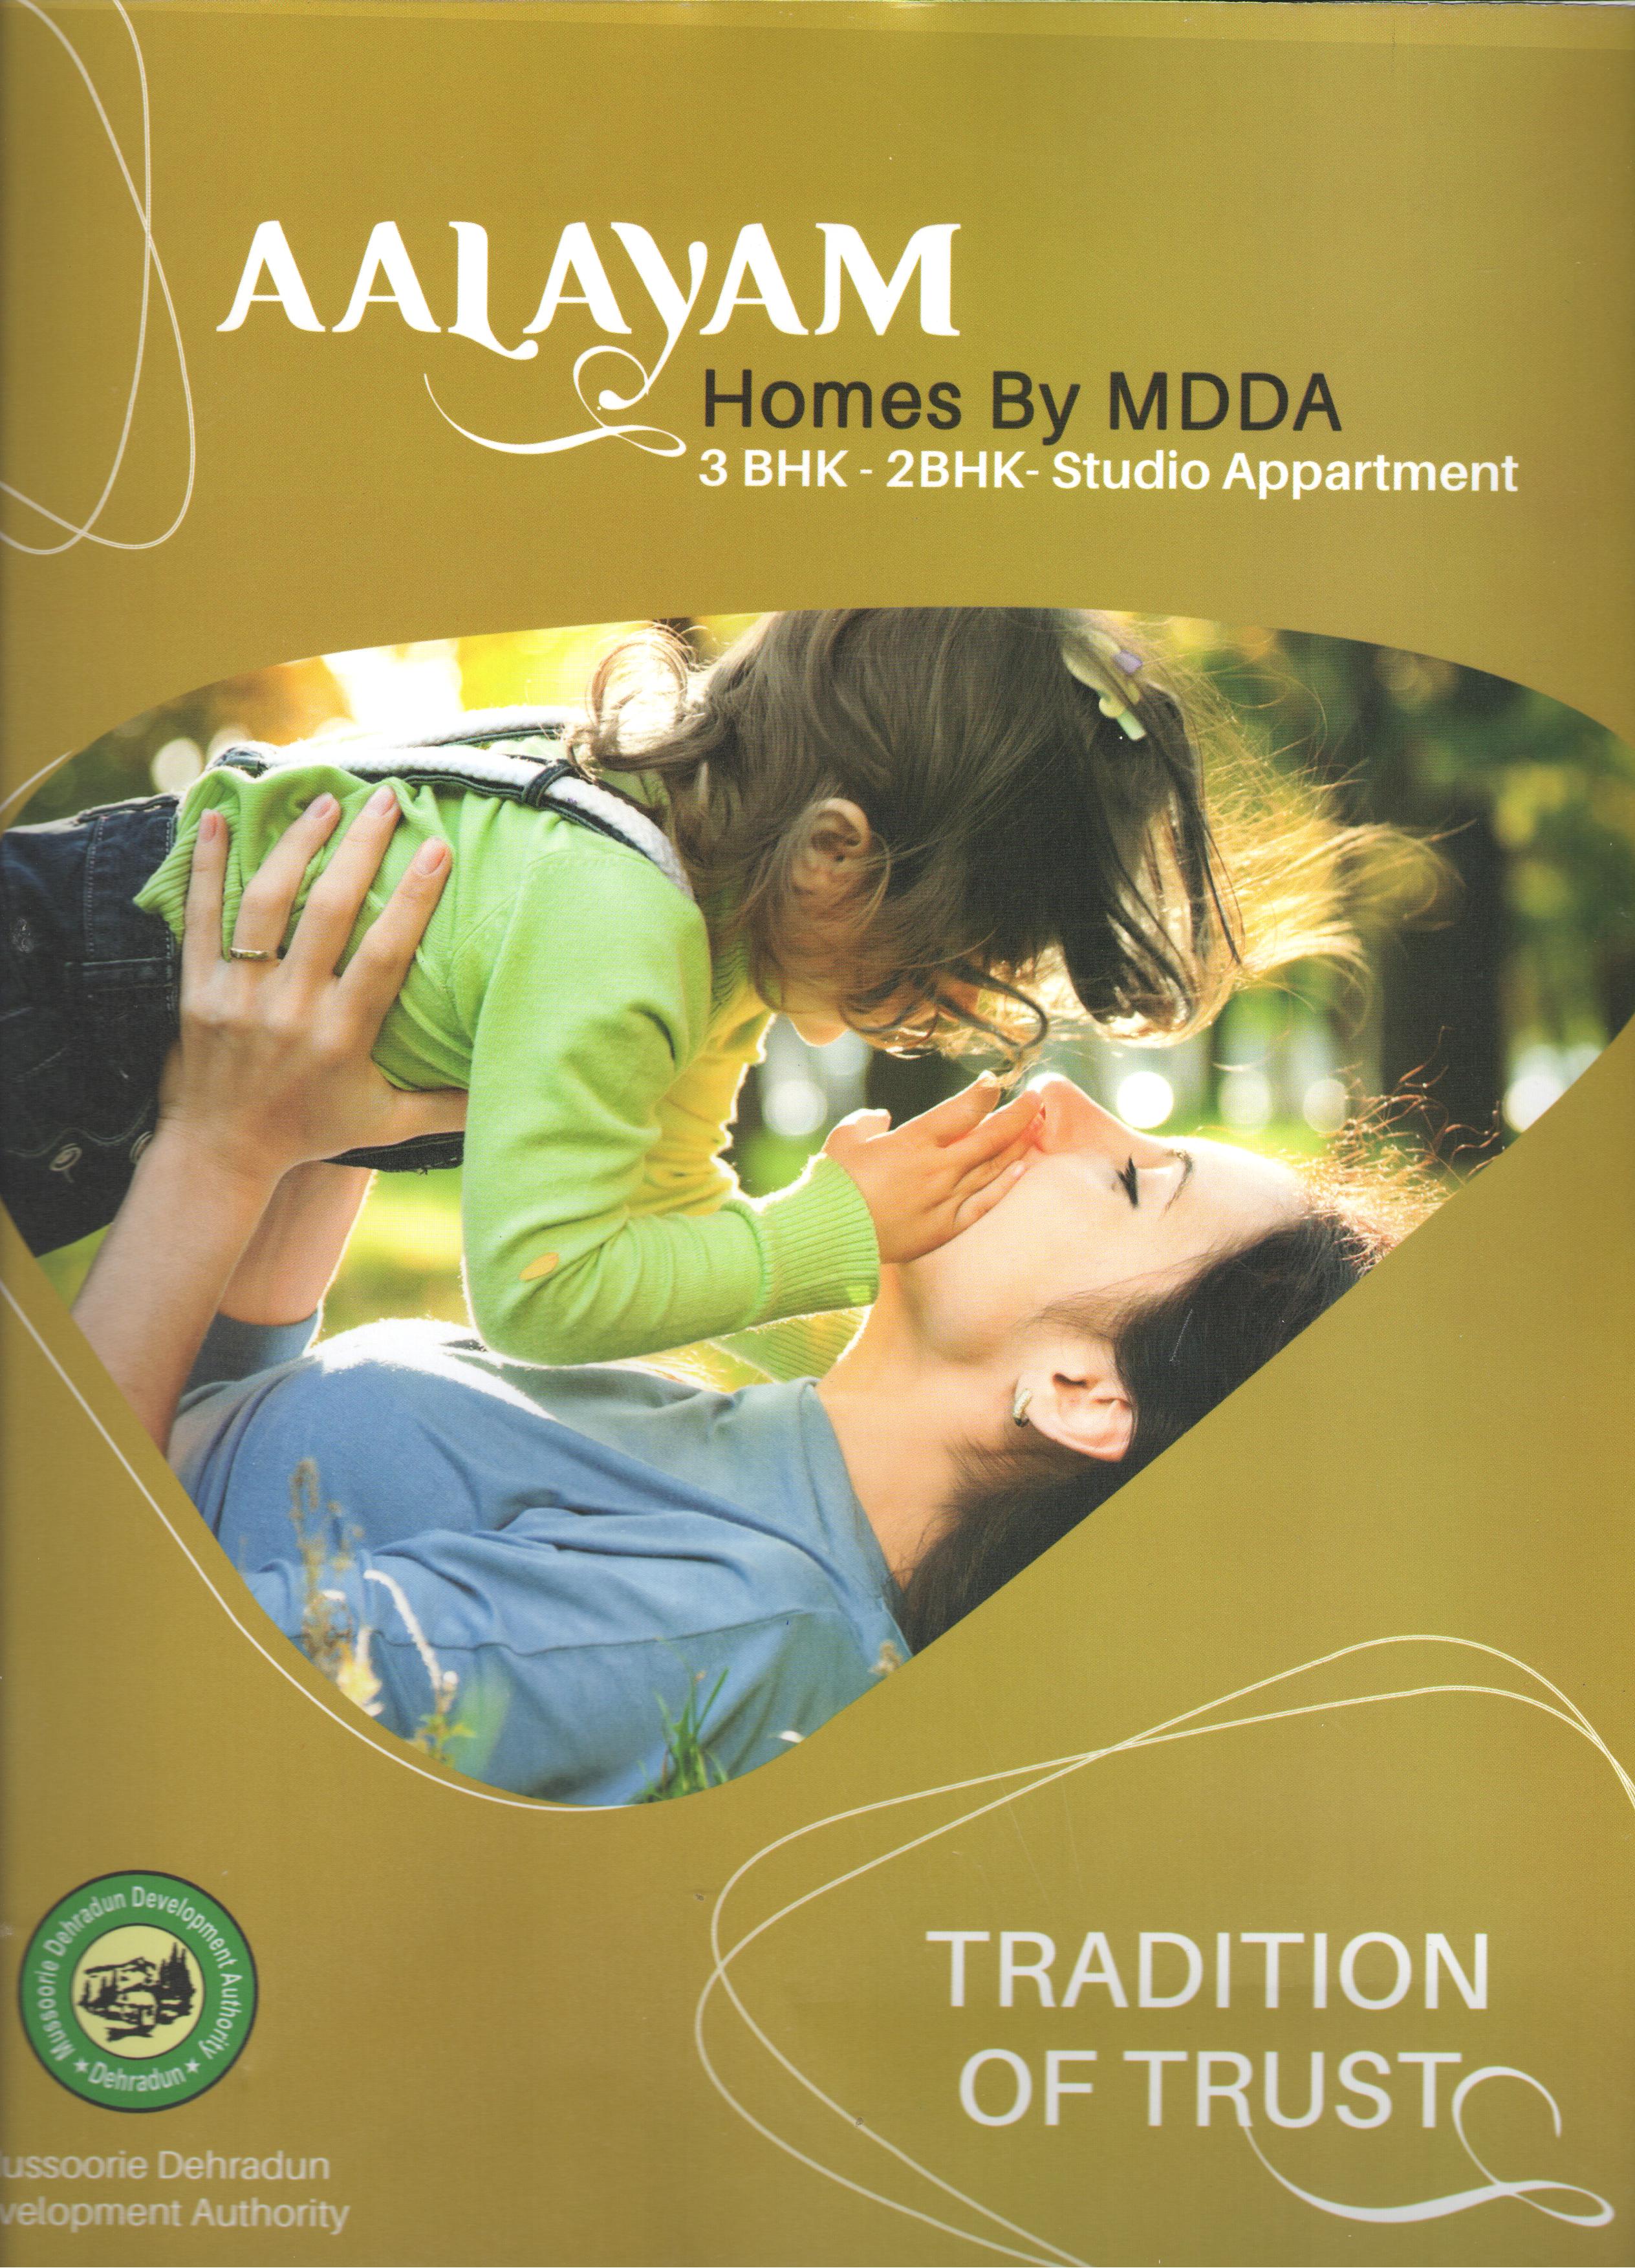 AALAYAM
Homes By MDDA
3 BHK - 2BHK- Studio Appartment
Mussoorie Dehradun Development Authority
★ Dehradun ★
TRADITION
OF TRUST
ussoorie Dehradun
velopment Authority